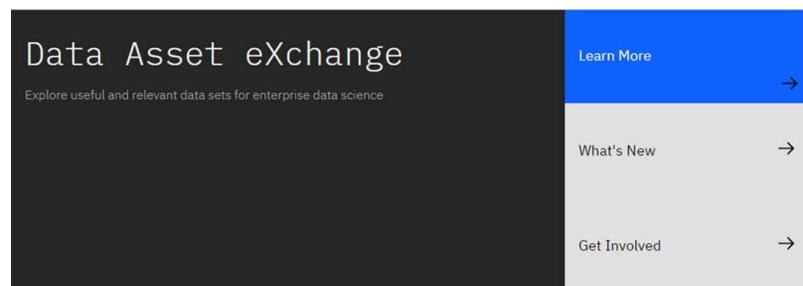 Data Asset eXchange
Explore useful and relevant data sets for enterprise data science
Learn More
What's New
Get Involved